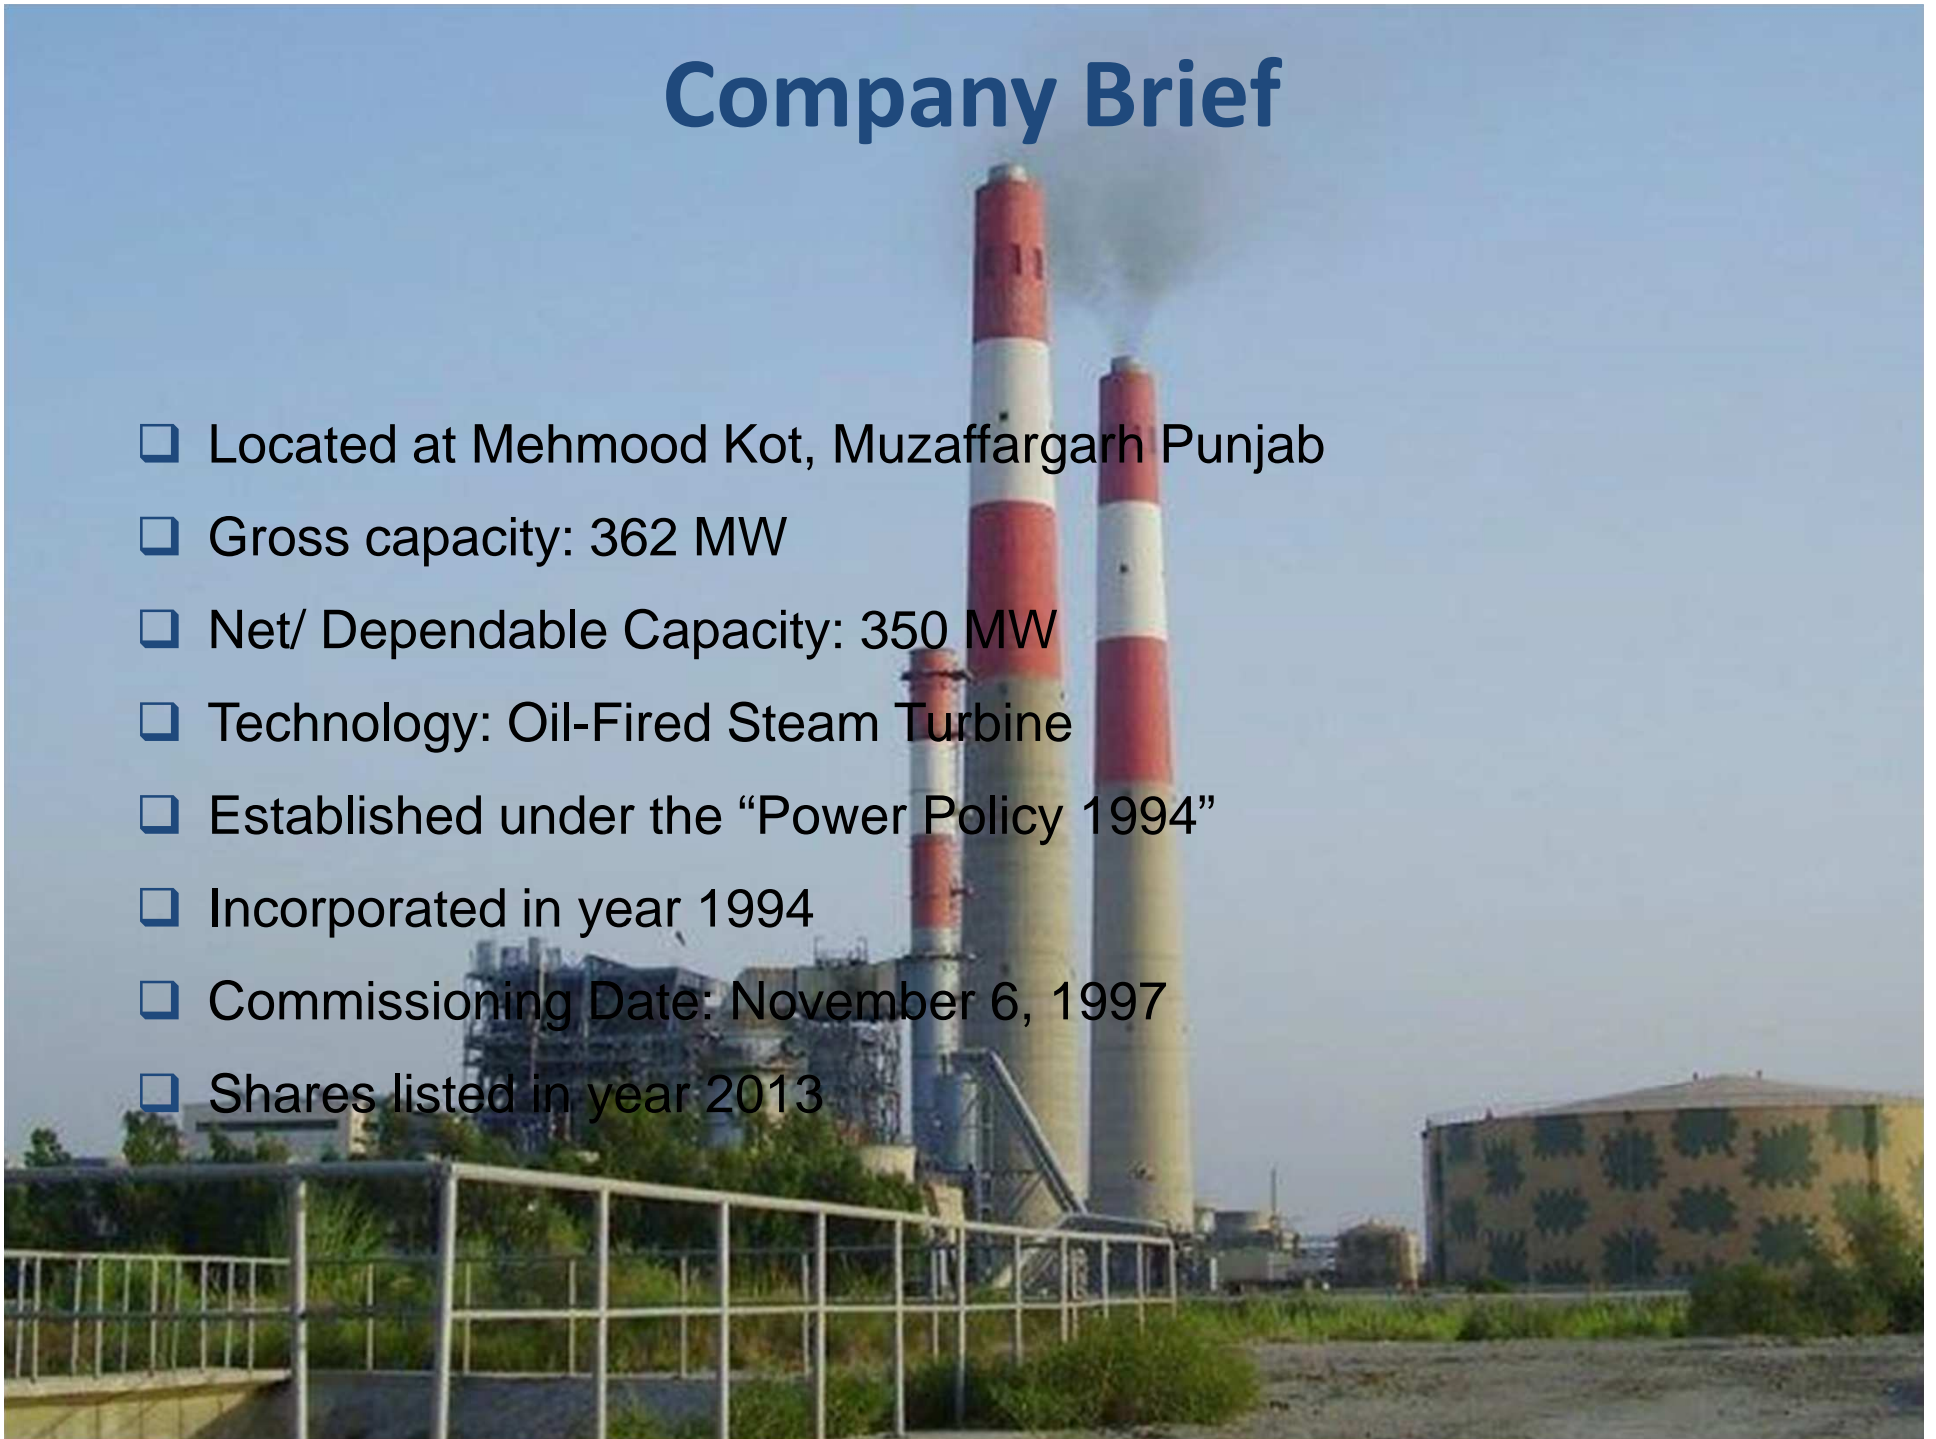 Company Brief
Located at Mehmood Kot, Muzaffargarh Punjab
Gross capacity: 362 MW
Net/ Dependable Capacity: 350 MW
Technology: Oil-Fired Steam Turbine
Established under the “Power Policy 1994”
Incorporated in year 1994
Commissioning Date: November 6, 1997
Shares listed in year 2013